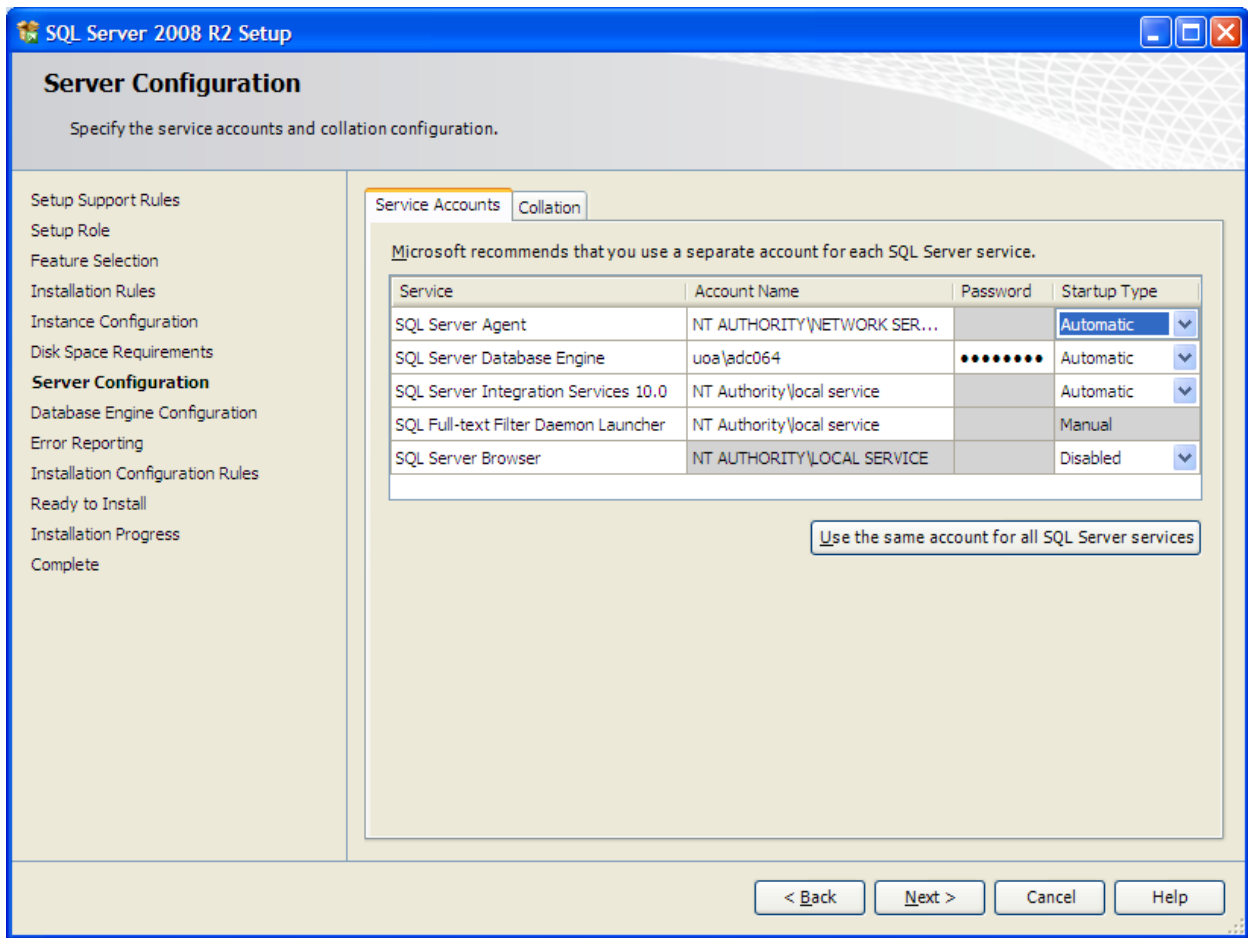 SQL Server 2008 R2 Setup
Server Configuration
Specify the service accounts and collation configuration.
Setup Support Rules
Setup Role
Feature Selection
Installation Rules
Instance Configuration
Disk Space Requirements
Server Configuration
Database Engine Configuration
Error Reporting
Installation Configuration Rules
Ready to Install
Installation Progress
Complete
Service Accounts Collation
Microsoft recommends that you use a separate account for each SQL Server service.
Service Account Name Password Startup Type
SQL Server Agent NT AUTHORITY\NETWORK SER... Automatic
SQL Server Database Engine uoa\adc064 ●●●●●●●● Automatic
SQL Server Integration Services 10.0 NT Authority\local service Automatic
SQL Full-text Filter Daemon Launcher NT Authority\local service Manual
SQL Server Browser NT AUTHORITY\LOCAL SERVICE Disabled
Use the same account for all SQL Server services
< Back Next > Cancel Help